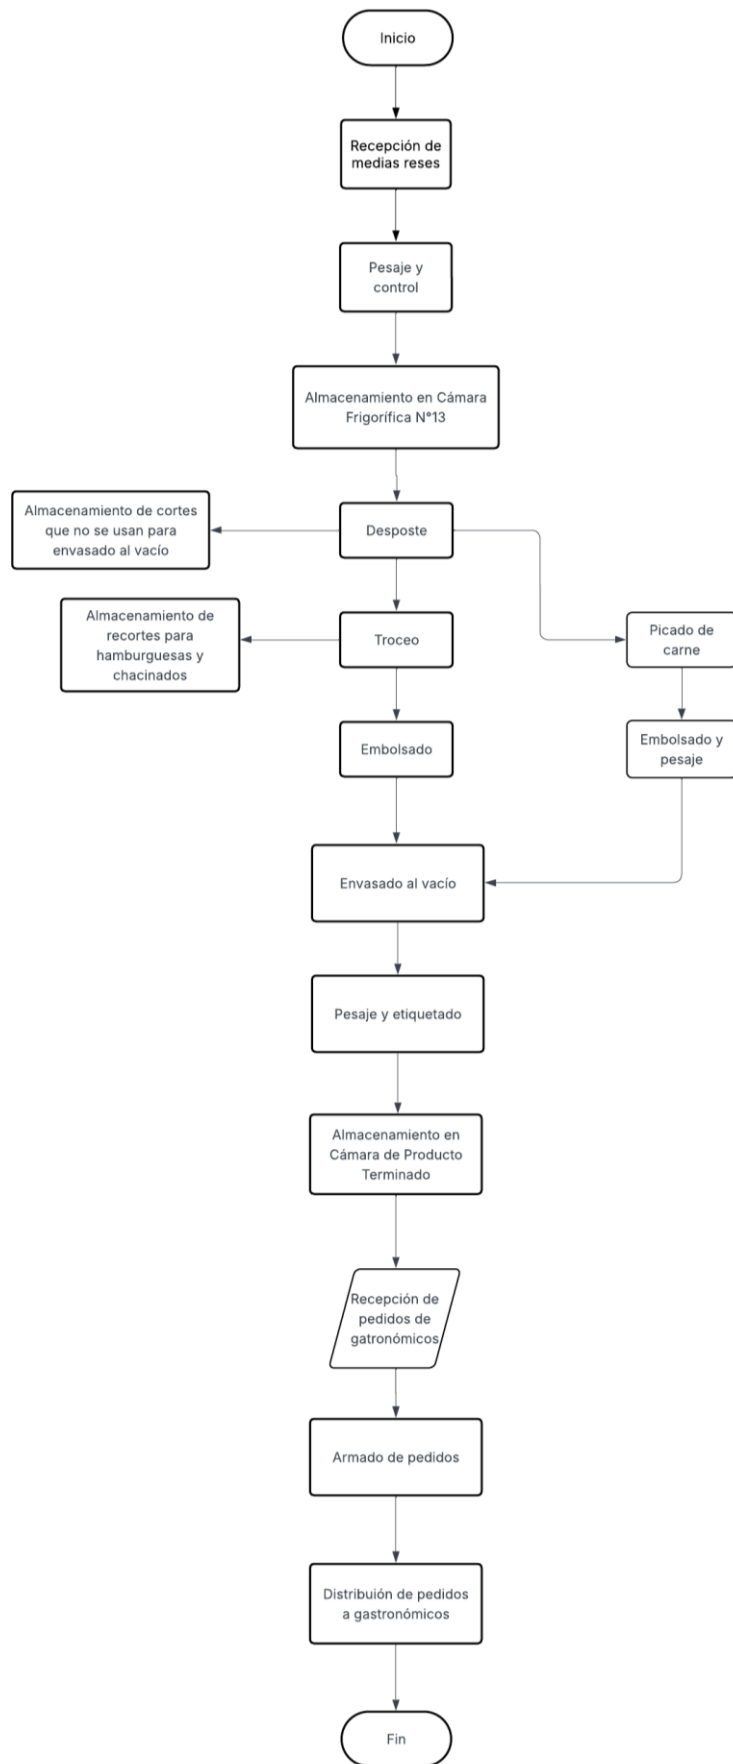 Inicio
Recepción de
medias reses
Pesaje y
control
Almacenamiento en Cámara
Frigorífica N°13
Almacenamiento de cortes
que no se usan para
envasado al vacío
Desposte
Almacenamiento de
recortes para
hamburguesas y
chacinados
Troceo
Picado de
carne
Embolsado
Embolsado y
pesaje
Envasado al vacío
Pesaje y etiquetado
Almacenamiento en
Cámara de Producto
Terminado
Recepción de
pedidos de
gatronómicos
Armado de pedidos
Distribuión de pedidos
a gastronómicos
Fin